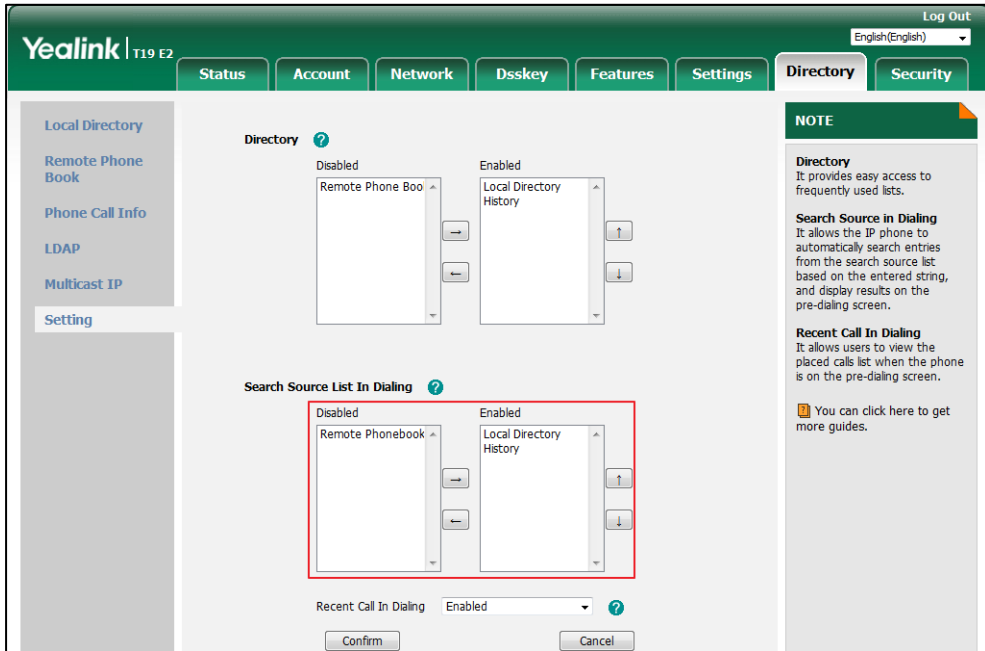 Log Out
English(English)
Yealink T19 E2
Status Account Network Dsskey Features Settings Directory Security
Local Directory
Remote Phone
Book
Phone Call Info
LDAP
Multicast IP
Setting
Directory ?
Disabled Enabled
Remote Phone Boo Local Directory
History
→ ↑
← ↓
Search Source List In Dialing ?
Disabled Enabled
Remote Phonebook Local Directory
History
→ ↑
← ↓
Recent Call In Dialing Enabled ?
Confirm Cancel
NOTE
Directory
It provides easy access to
frequently used lists.
Search Source in Dialing
It allows the IP phone to
automatically search entries
from the search source list
based on the entered string,
and display results on the
pre-dialing screen.
Recent Call In Dialing
It allows users to view the
placed calls list when the phone
is on the pre-dialing screen.
? You can click here to get
more guides.